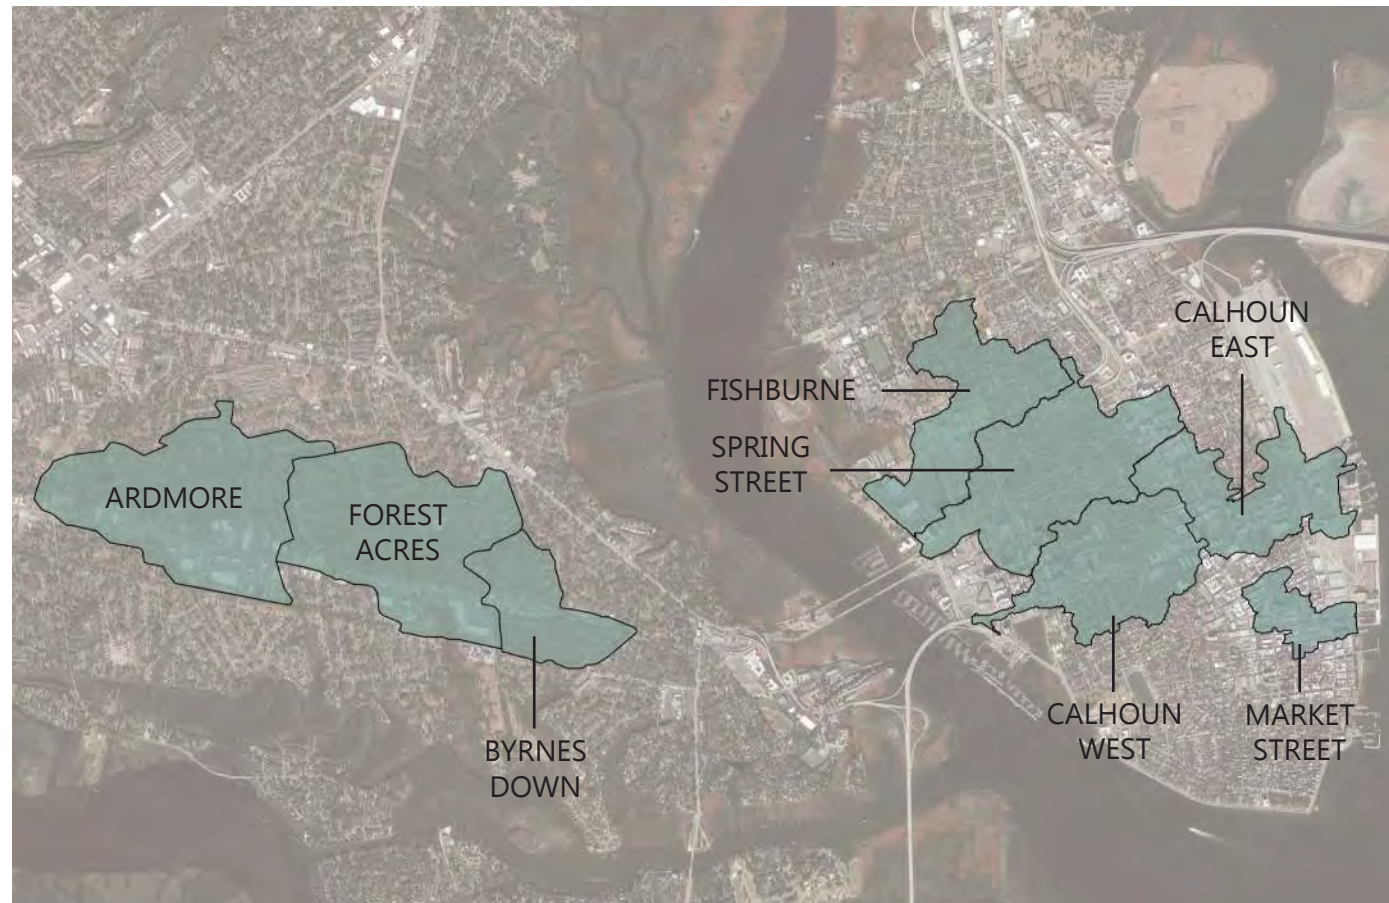 CALHOUN
EAST
FISHBURNE
SPRING
STREET
ARDMORE
FOREST
ACRES
CALHOUN
WEST
MARKET
STREET
BYRNES
DOWN